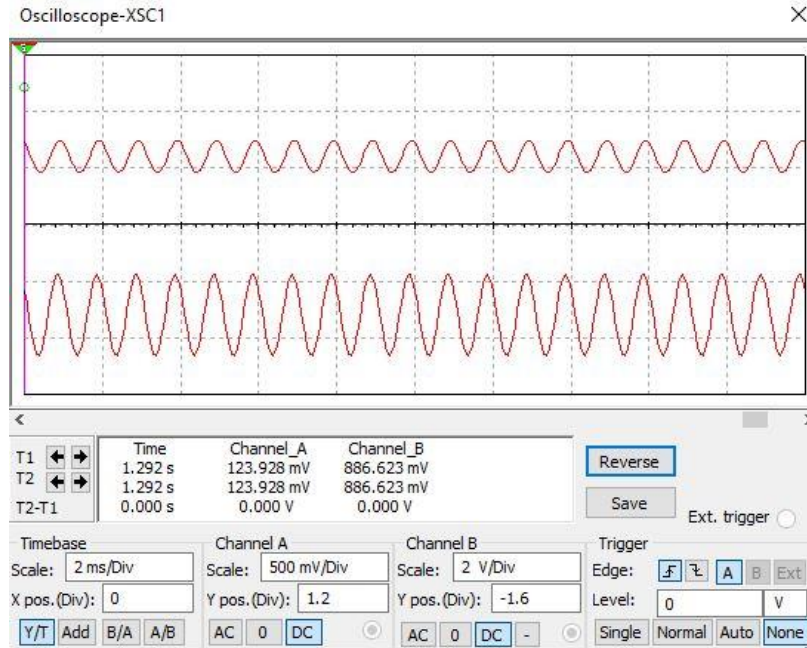 Oscilloscope-XSC1
Time Channel_A Channel_B
T1 1.292 s 123.928 mV 886.623 mV
T2 1.292 s 123.928 mV 886.623 mV
T2-T1 0.000 s 0.000 V 0.000 V
Reverse
Save
Ext. trigger
Timebase
Scale: 2 ms/Div
X pos.(Div): 0
Y/T Add B/A A/B
Channel A
Scale: 500 mV/Div
Y pos.(Div): 1.2
AC 0 DC
Channel B
Scale: 2 V/Div
Y pos.(Div): -1.6
AC 0 DC -
Trigger
Edge: A B Ext
Level: 0 V
Single Normal Auto None